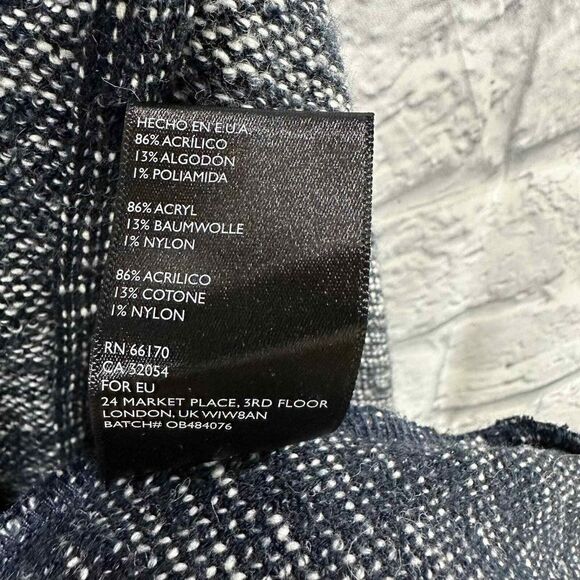 HECHO EN E.U.A.
86% ACRÍLICO
13% ALGODÓN
1% POLIAMIDA
86% ACRYL
13% BAUMWOLLE
1% NYLON
86% ACRILICO
13% COTONE
1% NYLON
RN 66170
CA 32054
FOR EU
24 MARKET PLACE, 3RD FLOOR
LONDON, UK W1W8AN
BATCH# OB484076